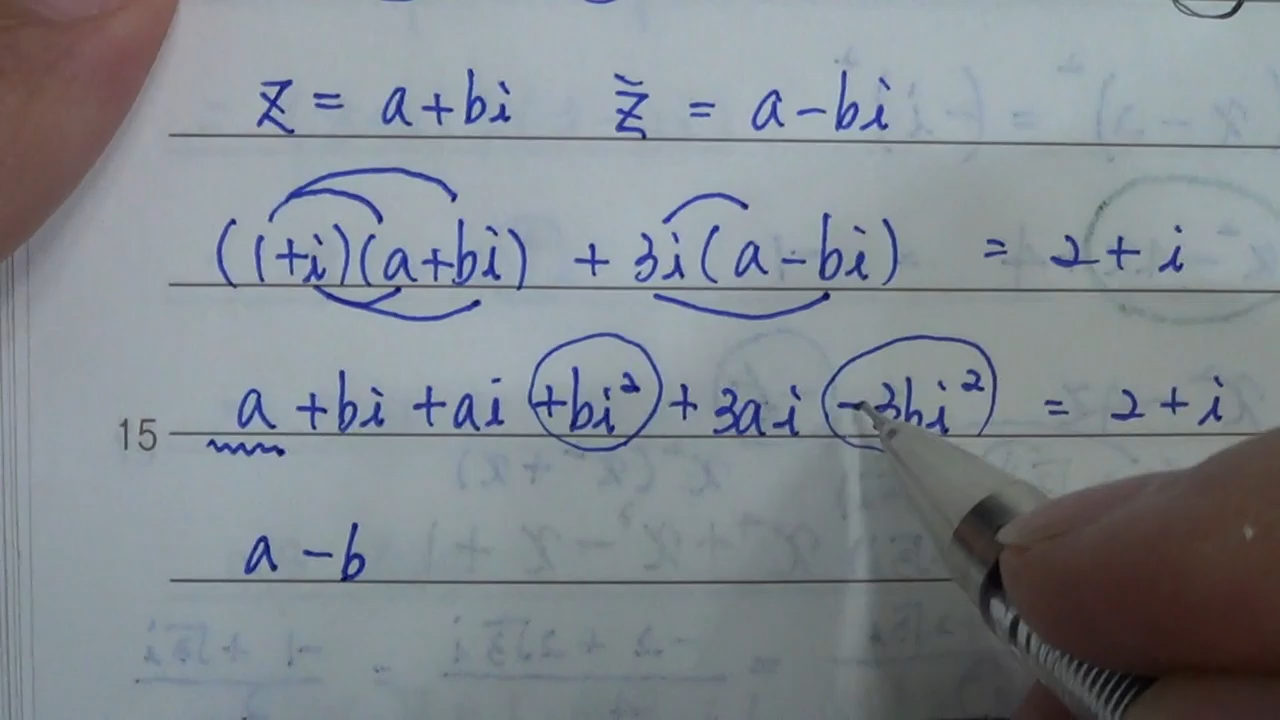 z = a+bi z̄ = a-bi
(1+i)(a+bi) + 3i(a-bi) = 2+i
a+bi+ai+bi²+3ai-3bi² = 2+i
15
a-b